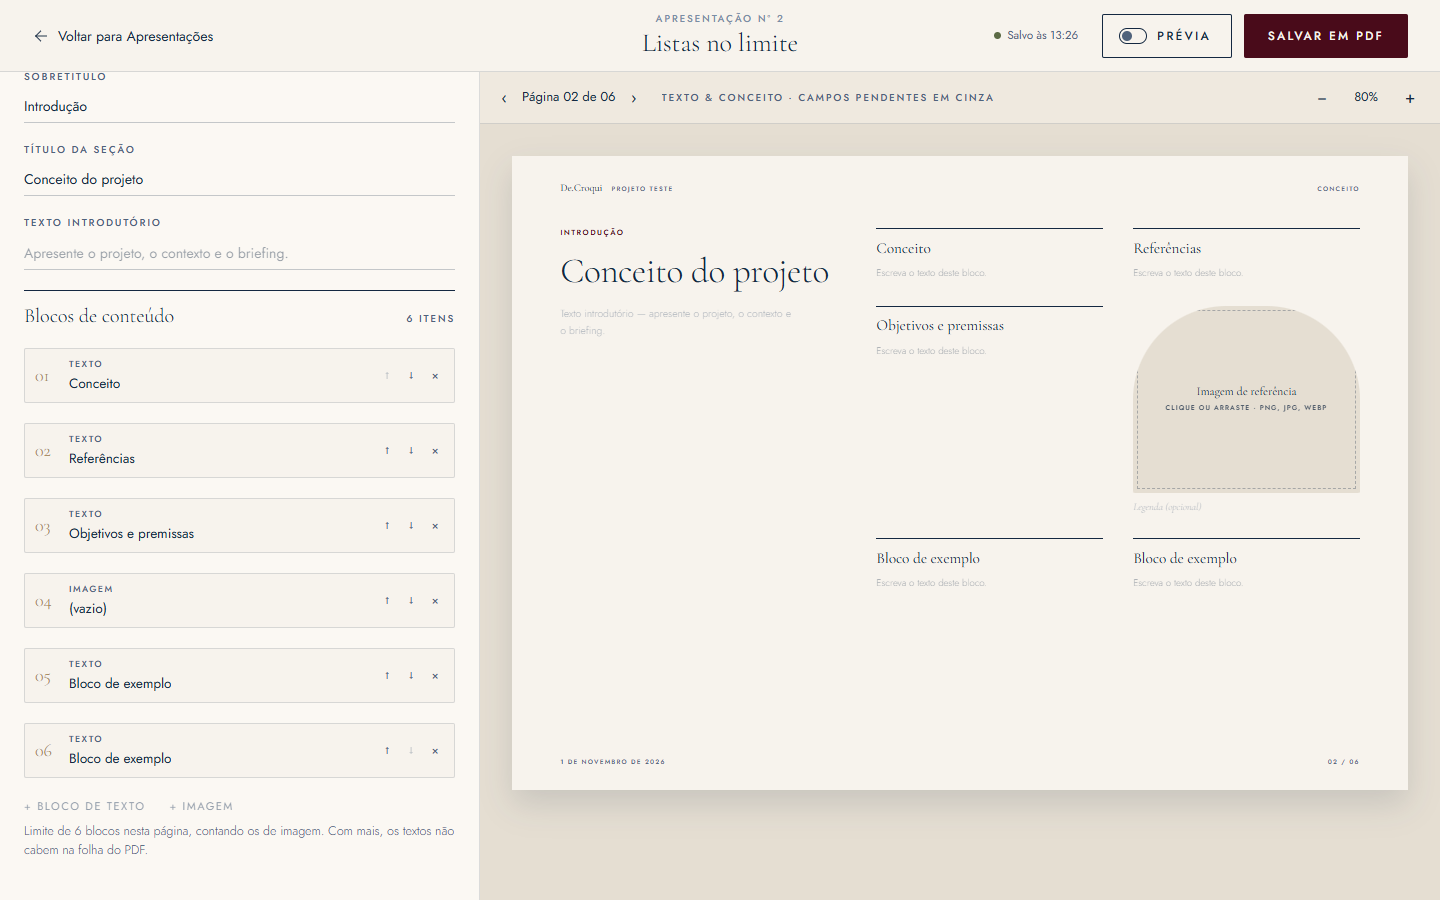 Voltar para Apresentações
APRESENTAÇÃO Nº 2
Listas no limite
Salvo às 13:26
PRÉVIA
SALVAR EM PDF
SOBRETÍTULO
Introdução
TÍTULO DA SEÇÃO
Conceito do projeto
TEXTO INTRODUTÓRIO
Apresente o projeto, o contexto e o briefing.
Blocos de conteúdo
6 ITENS
01
TEXTO
Conceito
↑ ↓ ×
02
TEXTO
Referências
↑ ↓ ×
03
TEXTO
Objetivos e premissas
↑ ↓ ×
04
IMAGEM
(vazio)
↑ ↓ ×
05
TEXTO
Bloco de exemplo
↑ ↓ ×
06
TEXTO
Bloco de exemplo
↑ ↓ ×
+ BLOCO DE TEXTO + IMAGEM
Limite de 6 blocos nesta página, contando os de imagem. Com mais, os textos não
cabem na folha do PDF.
‹ Página 02 de 06 ›
TEXTO & CONCEITO · CAMPOS PENDENTES EM CINZA
− 80% +
De.Croqui PROJETO TESTE
CONCEITO
INTRODUÇÃO
Conceito do projeto
Texto introdutório — apresente o projeto, o contexto e
o briefing.
Conceito
Escreva o texto deste bloco.
Referências
Escreva o texto deste bloco.
Objetivos e premissas
Escreva o texto deste bloco.
Imagem de referência
CLIQUE OU ARRASTE · PNG, JPG, WEBP
Legenda (opcional)
Bloco de exemplo
Escreva o texto deste bloco.
Bloco de exemplo
Escreva o texto deste bloco.
1 DE NOVEMBRO DE 2026
02 / 06